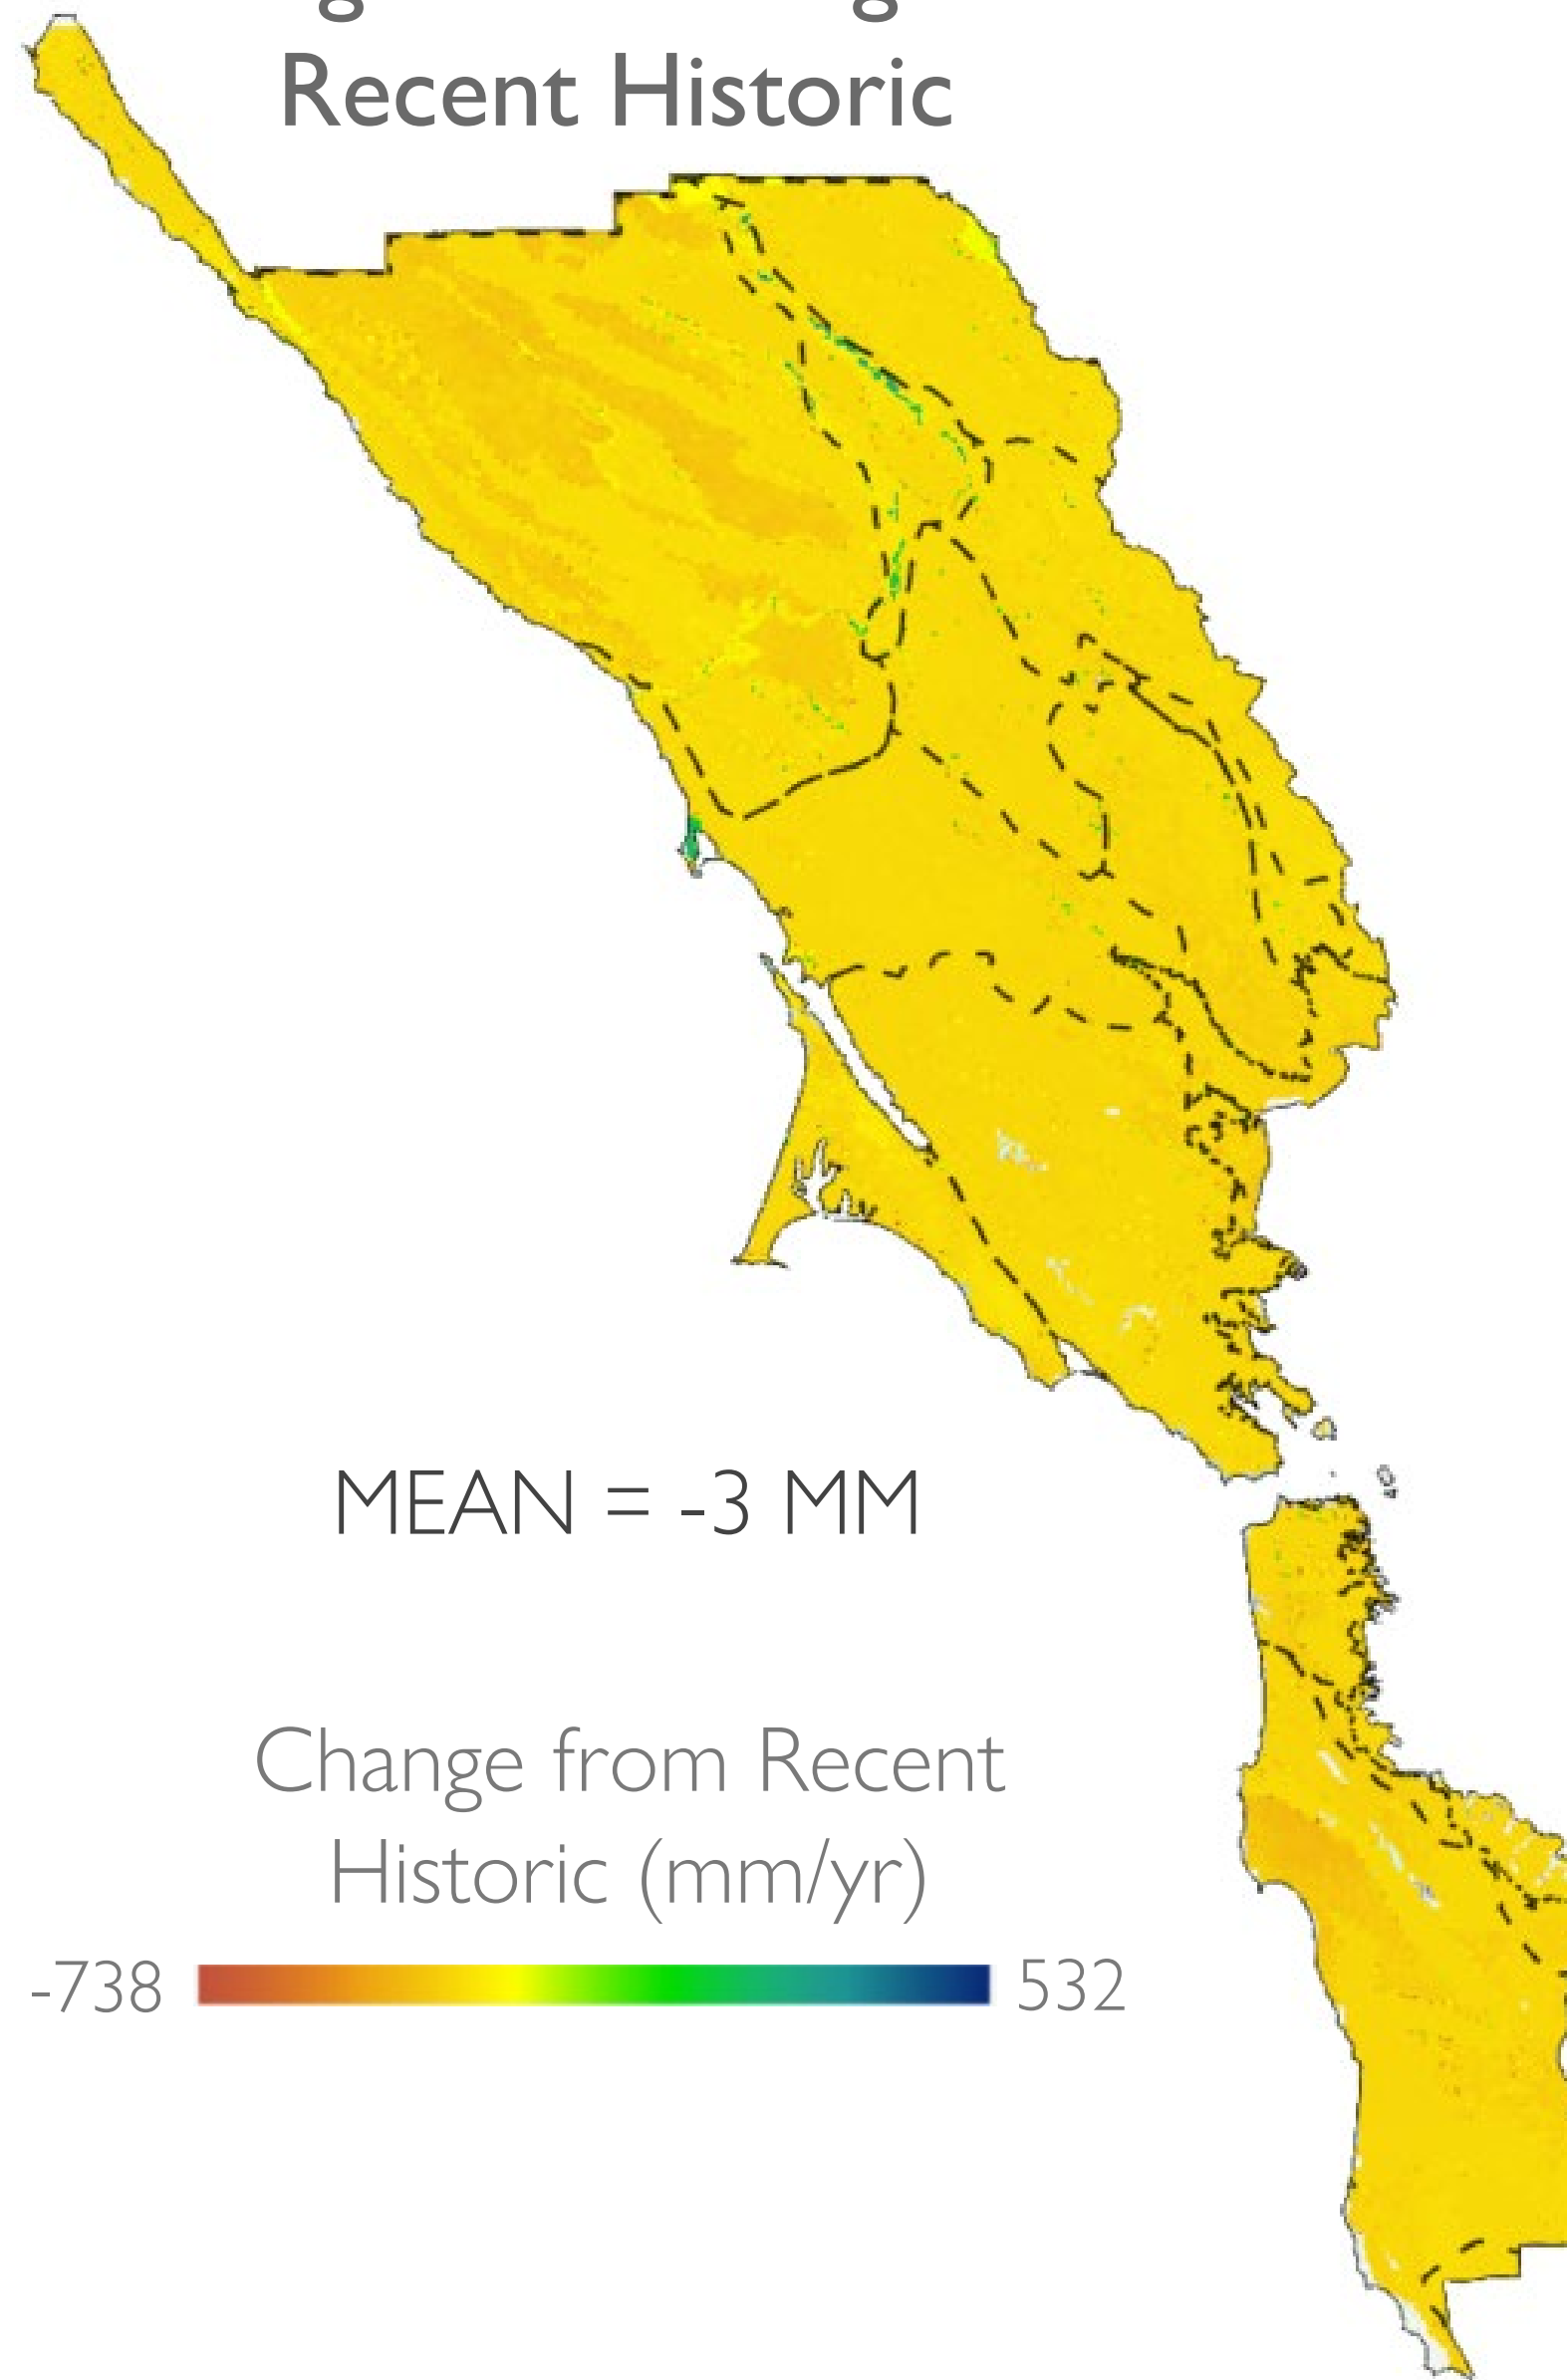 Recent Historic
MEAN = -3 MM
Change from Recent
Historic (mm/yr)
-738 532